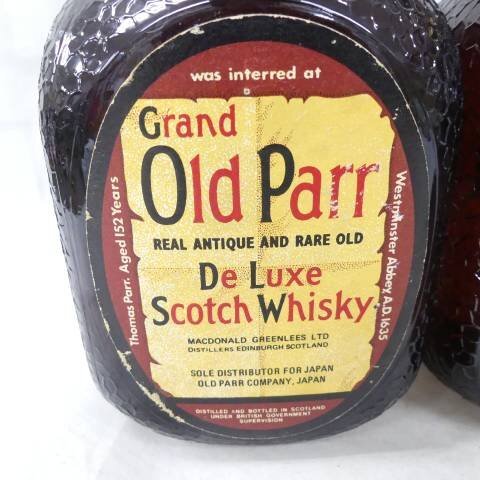 was interred at
Thomas Parr. Aged 152 Years
Westminster Abbey A.D. 1635
Grand
Old Parr
REAL ANTIQUE AND RARE OLD
De Luxe
Scotch Whisky
MACDONALD GREENLEES LTD
DISTILLERS EDINBURGH SCOTLAND
SOLE DISTRIBUTOR FOR JAPAN
OLD PARR COMPANY, JAPAN
DISTILLED AND BOTTLED IN SCOTLAND
UNDER BRITISH GOVERNMENT
SUPERVISION